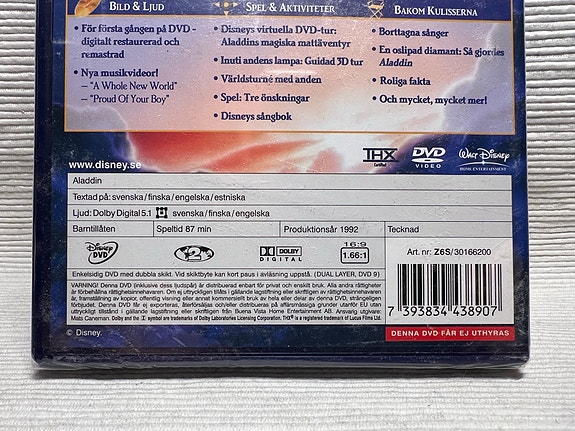 BILD & LJUD
SPEL & AKTIVITETER
BAKOM KULISSERNA
• För första gången på DVD -
digitalt restaurerad och
remastrad
• Nya musikvideor!
– "A Whole New World"
– "Proud Of Your Boy"
• Disneys virtuella DVD-tur:
Aladdins magiska mattäventyr
• Inuti andens lampa: Guidad 3D tur
• Världsturné med anden
• Spel: Tre önskningar
• Disneys sångbok
• Borttagna sånger
• En oslipad diamant: Så gjordes
Aladdin
• Roliga fakta
• Och mycket, mycket mer!
www.disney.se
THX
Certified
DVD
VIDEO
WALT DISNEY
HOME ENTERTAINMENT
Aladdin
Textad på: svenska/finska/engelska/estniska
Ljud: Dolby Digital 5.1 svenska/finska/engelska
Barntillåten
Speltid 87 min
Produktionsår 1992
Tecknad
Disney
DVD
2
DOLBY
DIGITAL
16:9
1.66:1
Art. nr: Z6S/30166200
Enkelsidig DVD med dubbla skikt. Vid skiktbyte kan kort paus i avläsning uppstå. (DUAL LAYER, DVD 9)
7 393834 438907
DENNA DVD FÅR EJ UTHYRAS
© Disney.